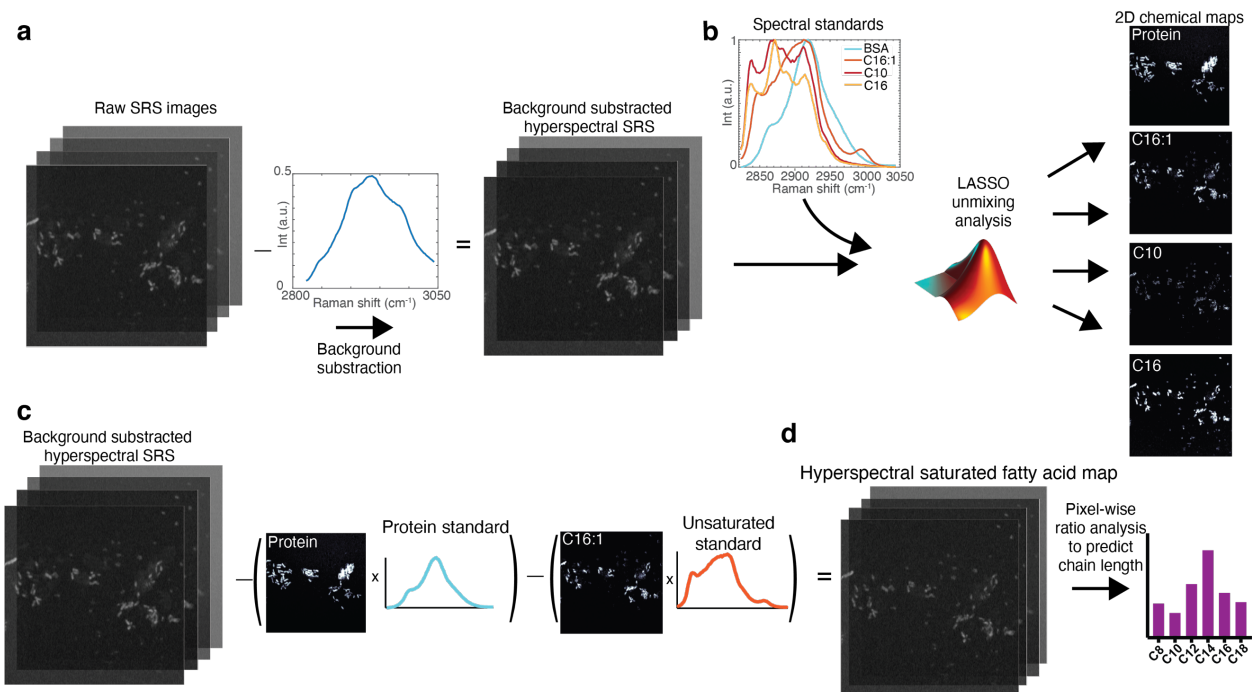 a
Raw SRS images
0.5
Int (a.u.)
0
2800
3050
Raman shift (cm⁻¹)
Background
substraction
Background substracted
hyperspectral SRS
b
Spectral standards
1
Int (a.u.)
0
BSA
C16:1
C10
C16
2850
2900
2950
3000
3050
Raman shift (cm⁻¹)
LASSO
unmixing
analysis
2D chemical maps
Protein
C16:1
C10
C16
c
Background substracted
hyperspectral SRS
Protein
x
Protein standard
C16:1
x
Unsaturated
standard
d
Hyperspectral saturated fatty acid map
Pixel-wise
ratio analysis
to predict
chain length
C8
C10
C12
C14
C16
C18